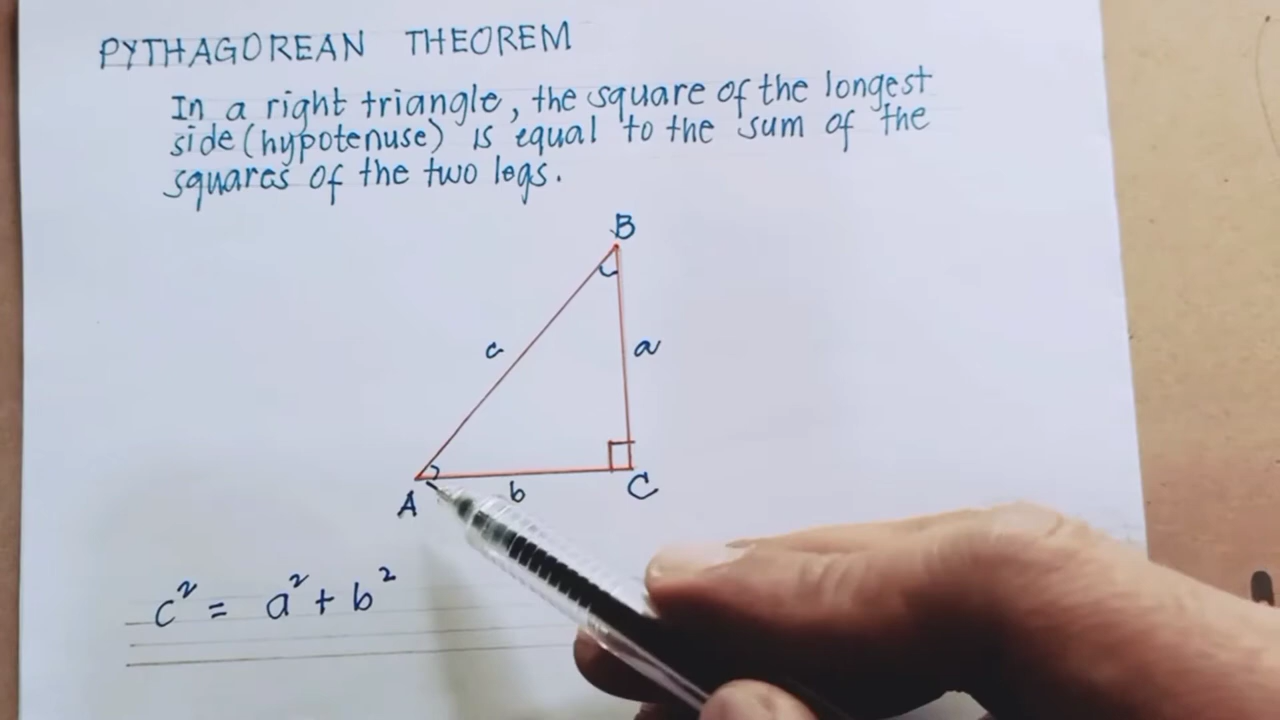 PYTHAGOREAN THEOREM
In a right triangle, the square of the longest
side (hypotenuse) is equal to the sum of the
squares of the two legs.
B
c
a
A
b
C
c² = a² + b²